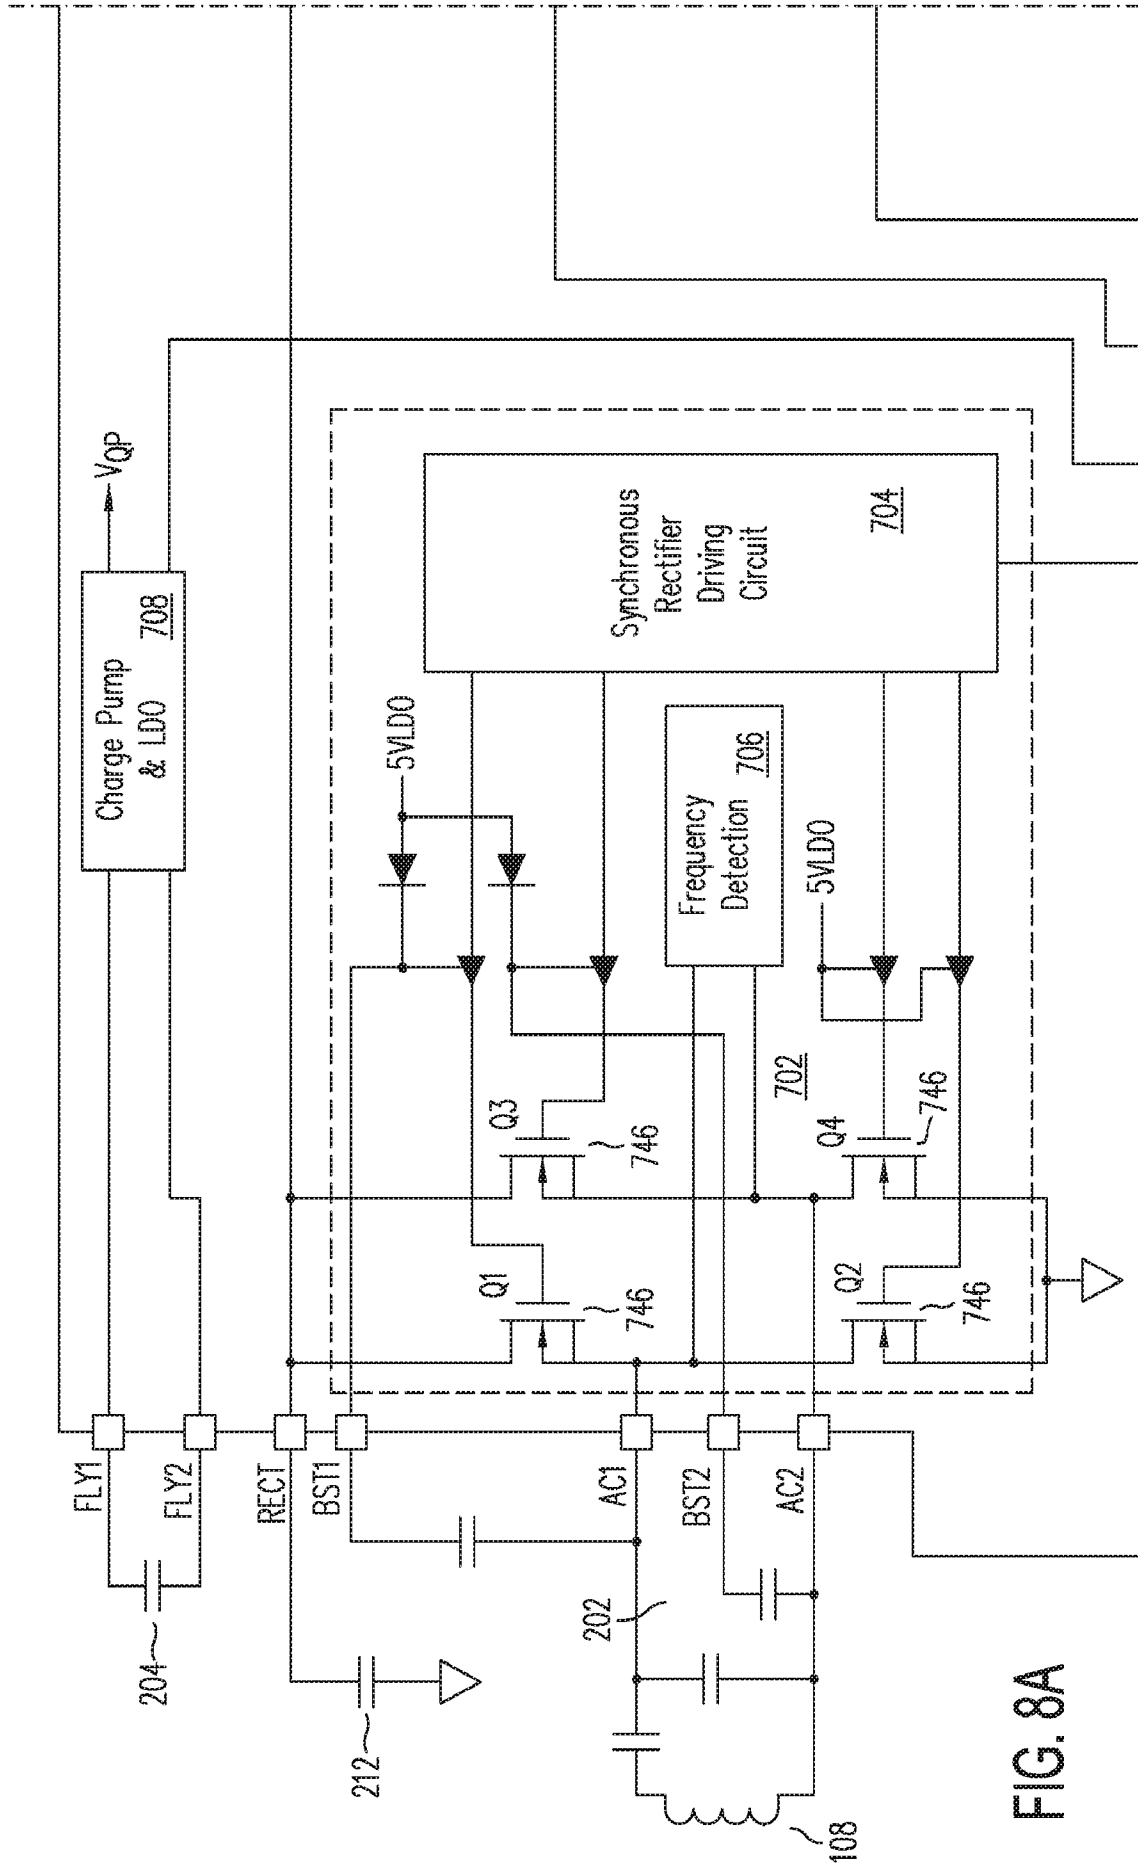 FLY1
204
FLY2
RECT
212
BST1
AC1
202
BST2
AC2
108
Charge Pump
& LDO
708
VQP
5VLDO
Q1
746
Q3
746
Frequency
Detection
706
Synchronous
Rectifier
Driving
Circuit
704
702
5VLDO
Q2
746
Q4
746
FIG. 8A